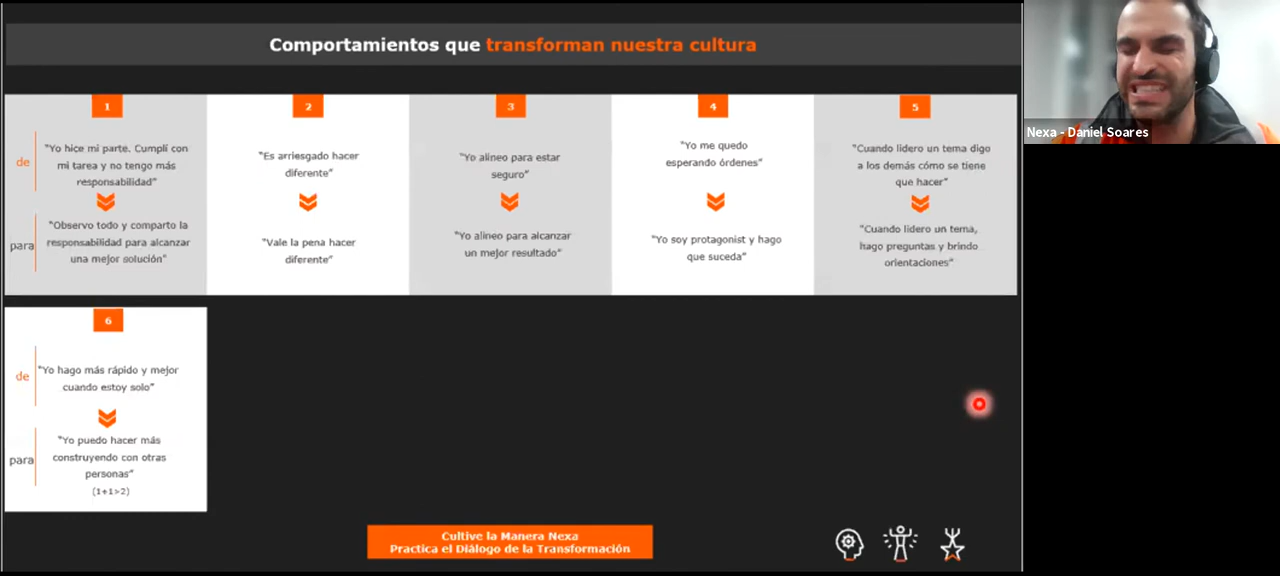 Comportamientos que transforman nuestra cultura
Nexa - Daniel Soares
1
de
"Yo hice mi parte. Cumplí con
mi tarea y no tengo más
responsabilidad"
para
"Observo todo y comparto la
responsabilidad para alcanzar
una mejor solución"
2
"Es arriesgado hacer
diferente"
"Vale la pena hacer
diferente"
3
"Yo alineo para estar
seguro"
"Yo alineo para alcanzar
un mejor resultado"
4
"Yo me quedo
esperando órdenes"
"Yo soy protagonist y hago
que suceda"
5
"Cuando lidero un tema digo
a los demás cómo se tiene
que hacer"
"Cuando lidero un tema,
hago preguntas y brindo
orientaciones"
6
de
"Yo hago más rápido y mejor
cuando estoy solo"
para
"Yo puedo hacer más
construyendo con otras
personas"
(1+1>2)
Cultive la Manera Nexa
Practica el Diálogo de la Transformación